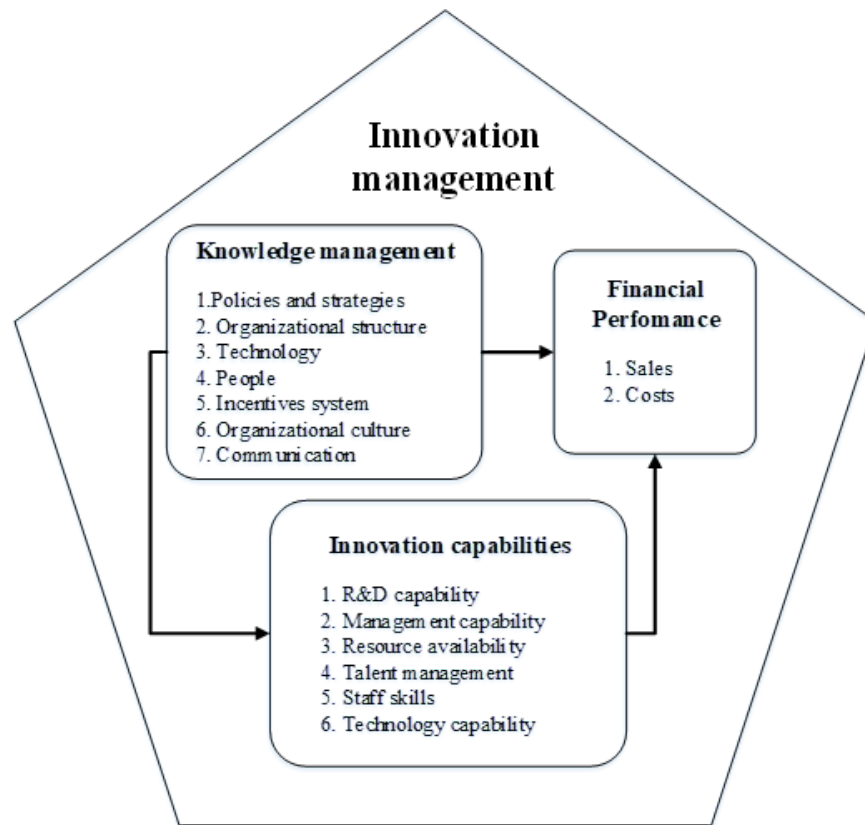 Innovation
management
Knowledge management
1.Policies and strategies
2. Organizational structure
3. Technology
4. People
5. Incentives system
6. Organizational culture
7. Communication
Financial
Perfomance
1. Sales
2. Costs
Innovation capabilities
1. R&D capability
2. Management capability
3. Resource availability
4. Talent management
5. Staff skills
6. Technology capability